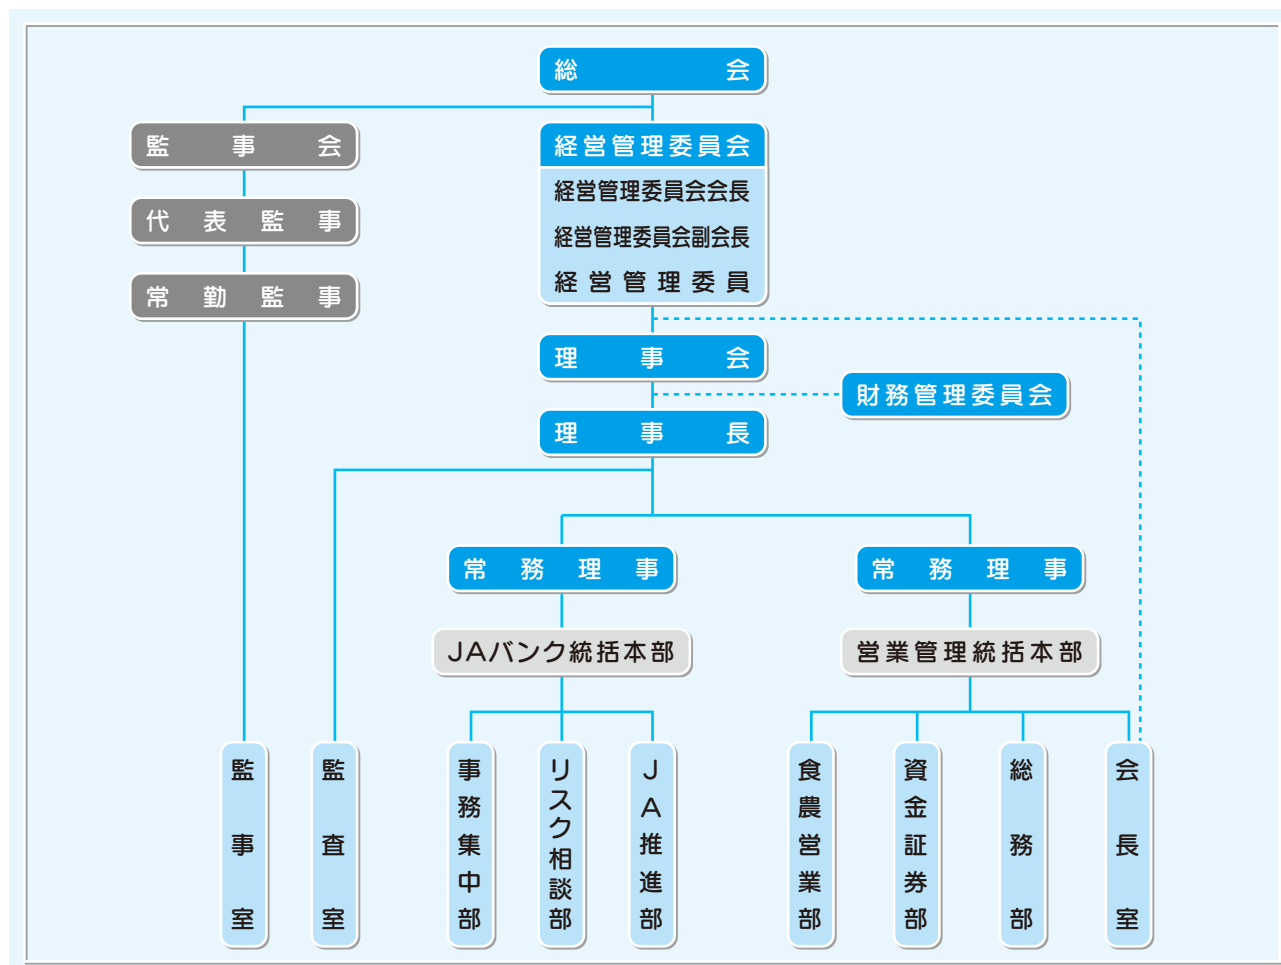 総会
監事会
代表監事
常勤監事
経営管理委員会
経営管理委員会会長
経営管理委員会副会長
経営管理委員
理事会
財務管理委員会
理事長
常務理事
常務理事
JAバンク統括本部
営業管理統括本部
監事室
監査室
事務集中部
リスク相談部
JA推進部
食農営業部
資金証券部
総務部
会長室